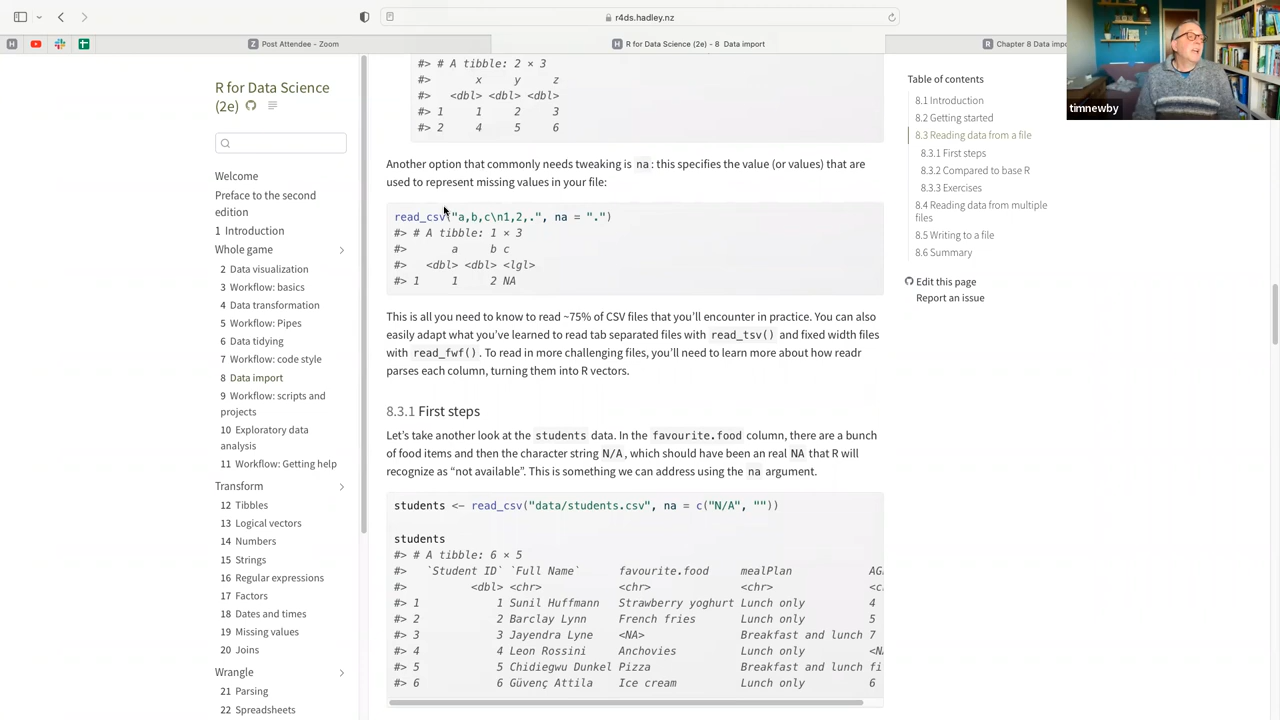 r4ds.hadley.nz
Post Attendee - Zoom
R for Data Science (2e) - 8 Data import
Chapter 8 Data impo
timnewby
R for Data Science
(2e)
Welcome
Preface to the second
edition
1 Introduction
Whole game
2 Data visualization
3 Workflow: basics
4 Data transformation
5 Workflow: Pipes
6 Data tidying
7 Workflow: code style
8 Data import
9 Workflow: scripts and
projects
10 Exploratory data
analysis
11 Workflow: Getting help
Transform
12 Tibbles
13 Logical vectors
14 Numbers
15 Strings
16 Regular expressions
17 Factors
18 Dates and times
19 Missing values
20 Joins
Wrangle
21 Parsing
22 Spreadsheets
#> # A tibble: 2 × 3
#> x y z
#> <dbl> <dbl> <dbl>
#> 1 1 2 3
#> 2 4 5 6
Another option that commonly needs tweaking is na: this specifies the value (or values) that are
used to represent missing values in your file:
read_csv("a,b,c\n1,2,.", na = ".")
#> # A tibble: 1 × 3
#> a b c
#> <dbl> <dbl> <lgl>
#> 1 1 2 NA
This is all you need to know to read ~75% of CSV files that you'll encounter in practice. You can also
easily adapt what you've learned to read tab separated files with read_tsv() and fixed width files
with read_fwf(). To read in more challenging files, you'll need to learn more about how readr
parses each column, turning them into R vectors.
8.3.1 First steps
Let's take another look at the students data. In the favourite.food column, there are a bunch
of food items and then the character string N/A, which should have been an real NA that R will
recognize as “not available”. This is something we can address using the na argument.
students <- read_csv("data/students.csv", na = c("N/A", ""))
students
#> # A tibble: 6 × 5
#> `Student ID` `Full Name` favourite.food mealPlan AG
#> <dbl> <chr> <chr> <chr> <c
#> 1 1 Sunil Huffmann Strawberry yoghurt Lunch only 4
#> 2 2 Barclay Lynn French fries Lunch only 5
#> 3 3 Jayendra Lyne <NA> Breakfast and lunch 7
#> 4 4 Leon Rossini Anchovies Lunch only <N
#> 5 5 Chidiegwu Dunkel Pizza Breakfast and lunch fi
#> 6 6 Güvenç Attila Ice cream Lunch only 6
Table of contents
8.1 Introduction
8.2 Getting started
8.3 Reading data from a file
8.3.1 First steps
8.3.2 Compared to base R
8.3.3 Exercises
8.4 Reading data from multiple
files
8.5 Writing to a file
8.6 Summary
Edit this page
Report an issue